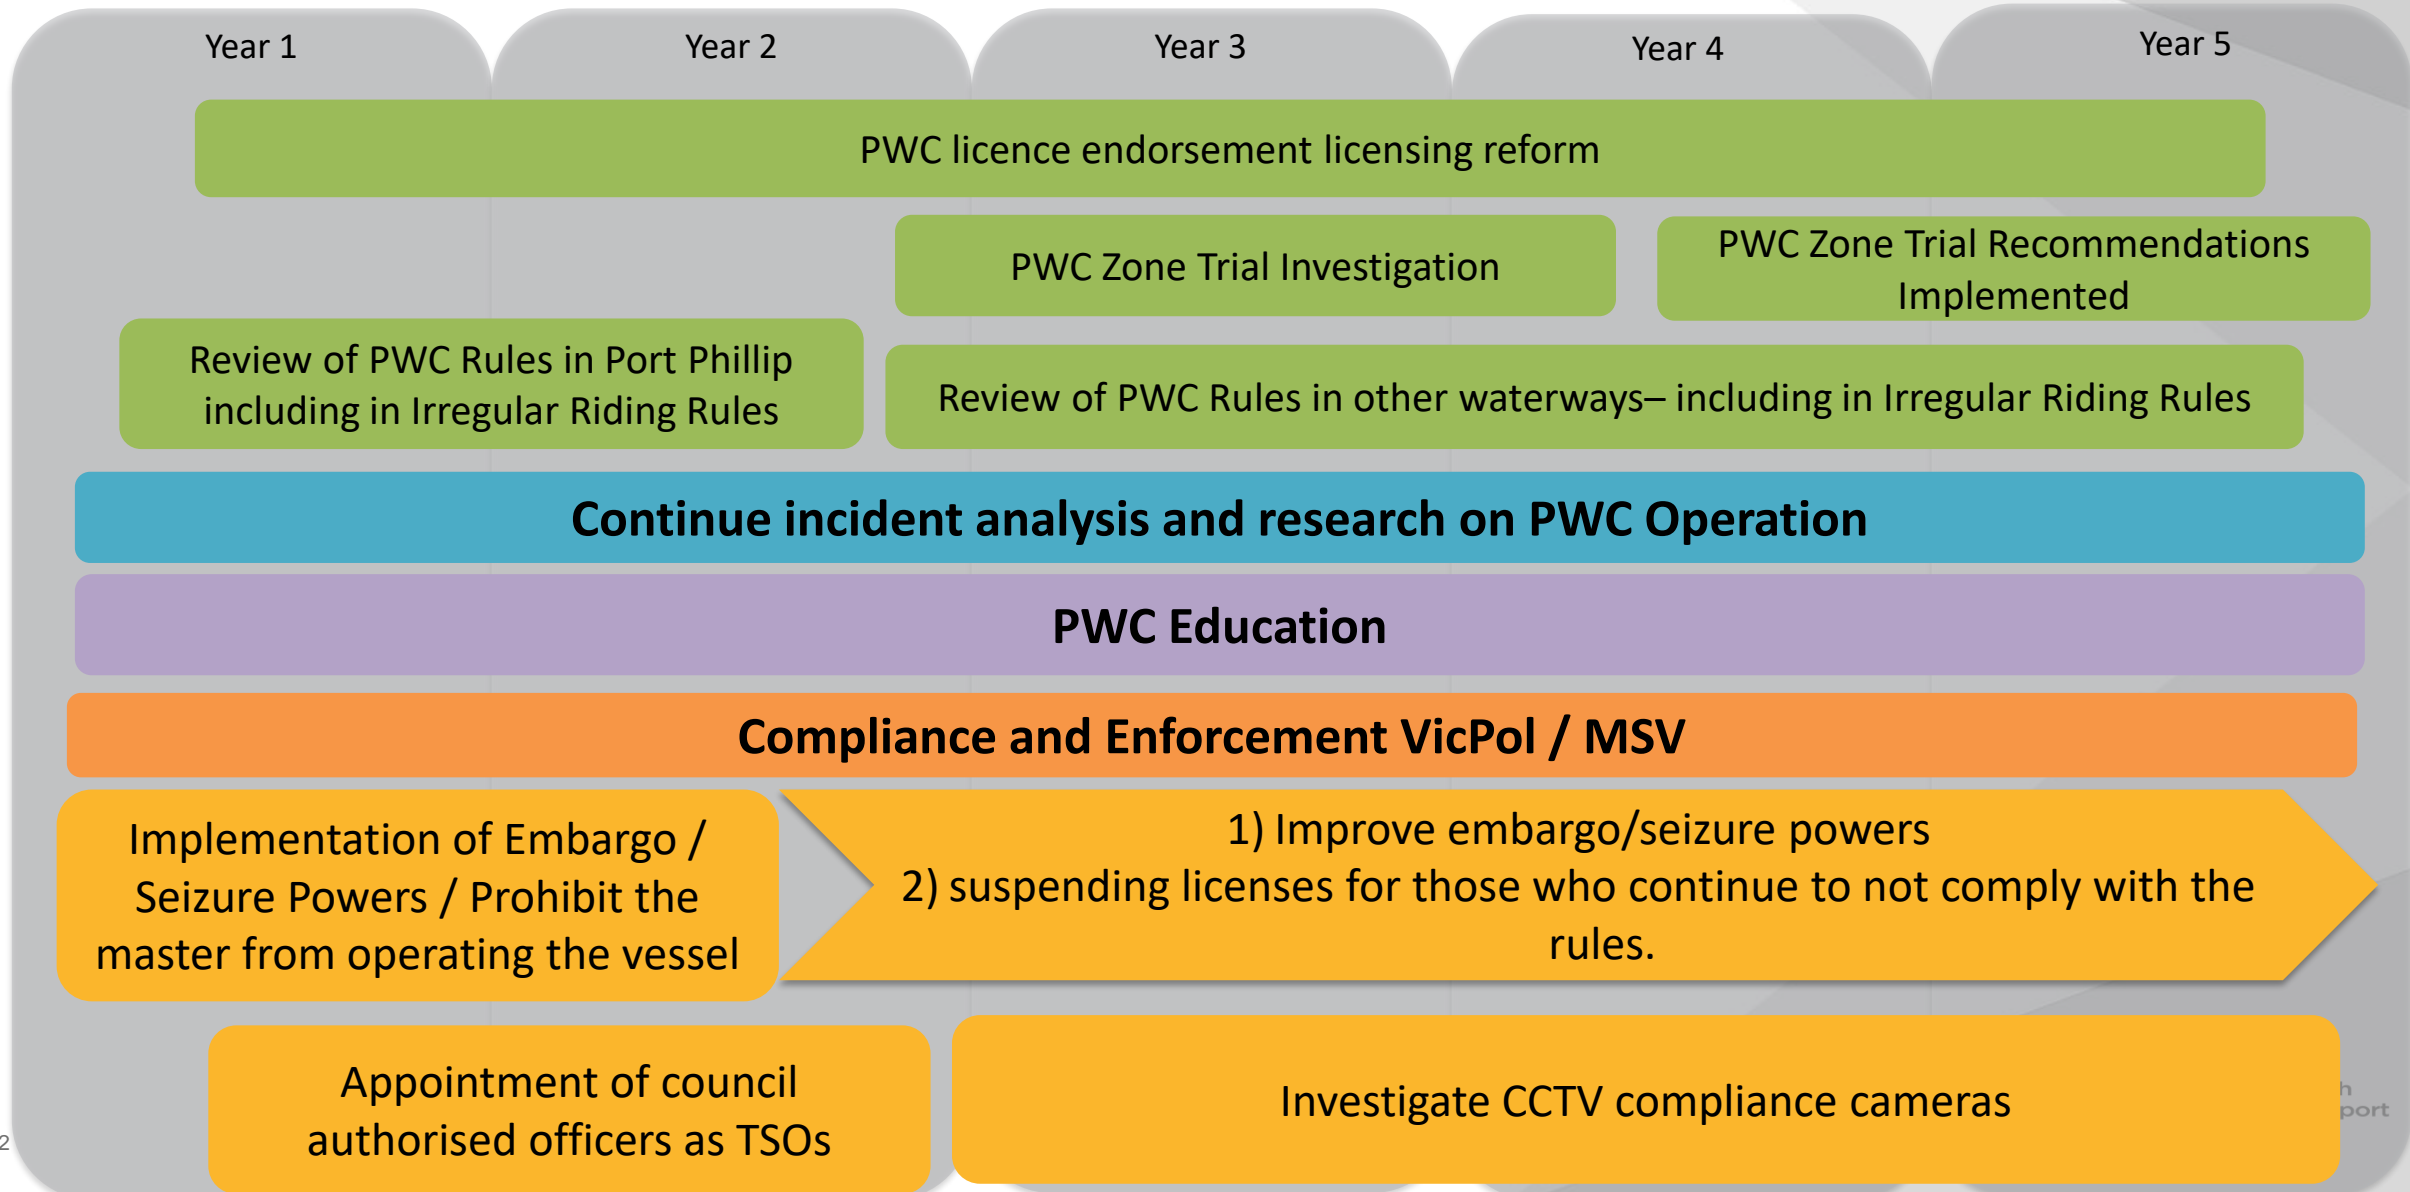 Year 1
Year 2
Year 3
Year 4
Year 5
PWC licence endorsement licensing reform
PWC Zone Trial Investigation
PWC Zone Trial Recommendations
Implemented
Review of PWC Rules in Port Phillip
including in Irregular Riding Rules
Review of PWC Rules in other waterways– including in Irregular Riding Rules
Continue incident analysis and research on PWC Operation
PWC Education
Compliance and Enforcement VicPol / MSV
Implementation of Embargo /
Seizure Powers / Prohibit the
master from operating the vessel
1) Improve embargo/seizure powers
2) suspending licenses for those who continue to not comply with the
rules.
Appointment of council
authorised officers as TSOs
Investigate CCTV compliance cameras
h
port
2